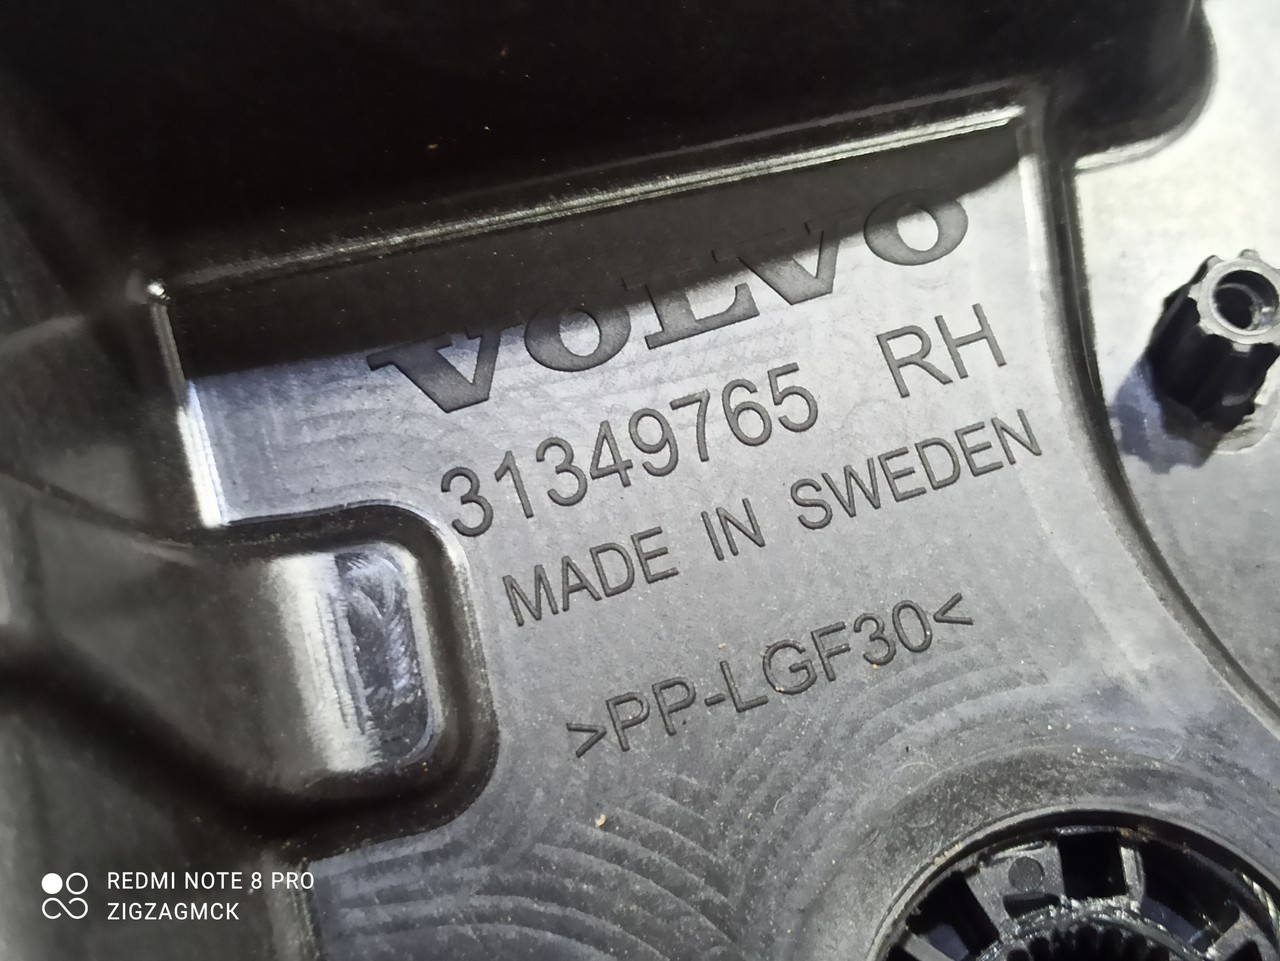 VOLVO
31349765 RH
MADE IN SWEDEN
>PP-LGF30<
REDMI NOTE 8 PRO
ZIGZAGMCK